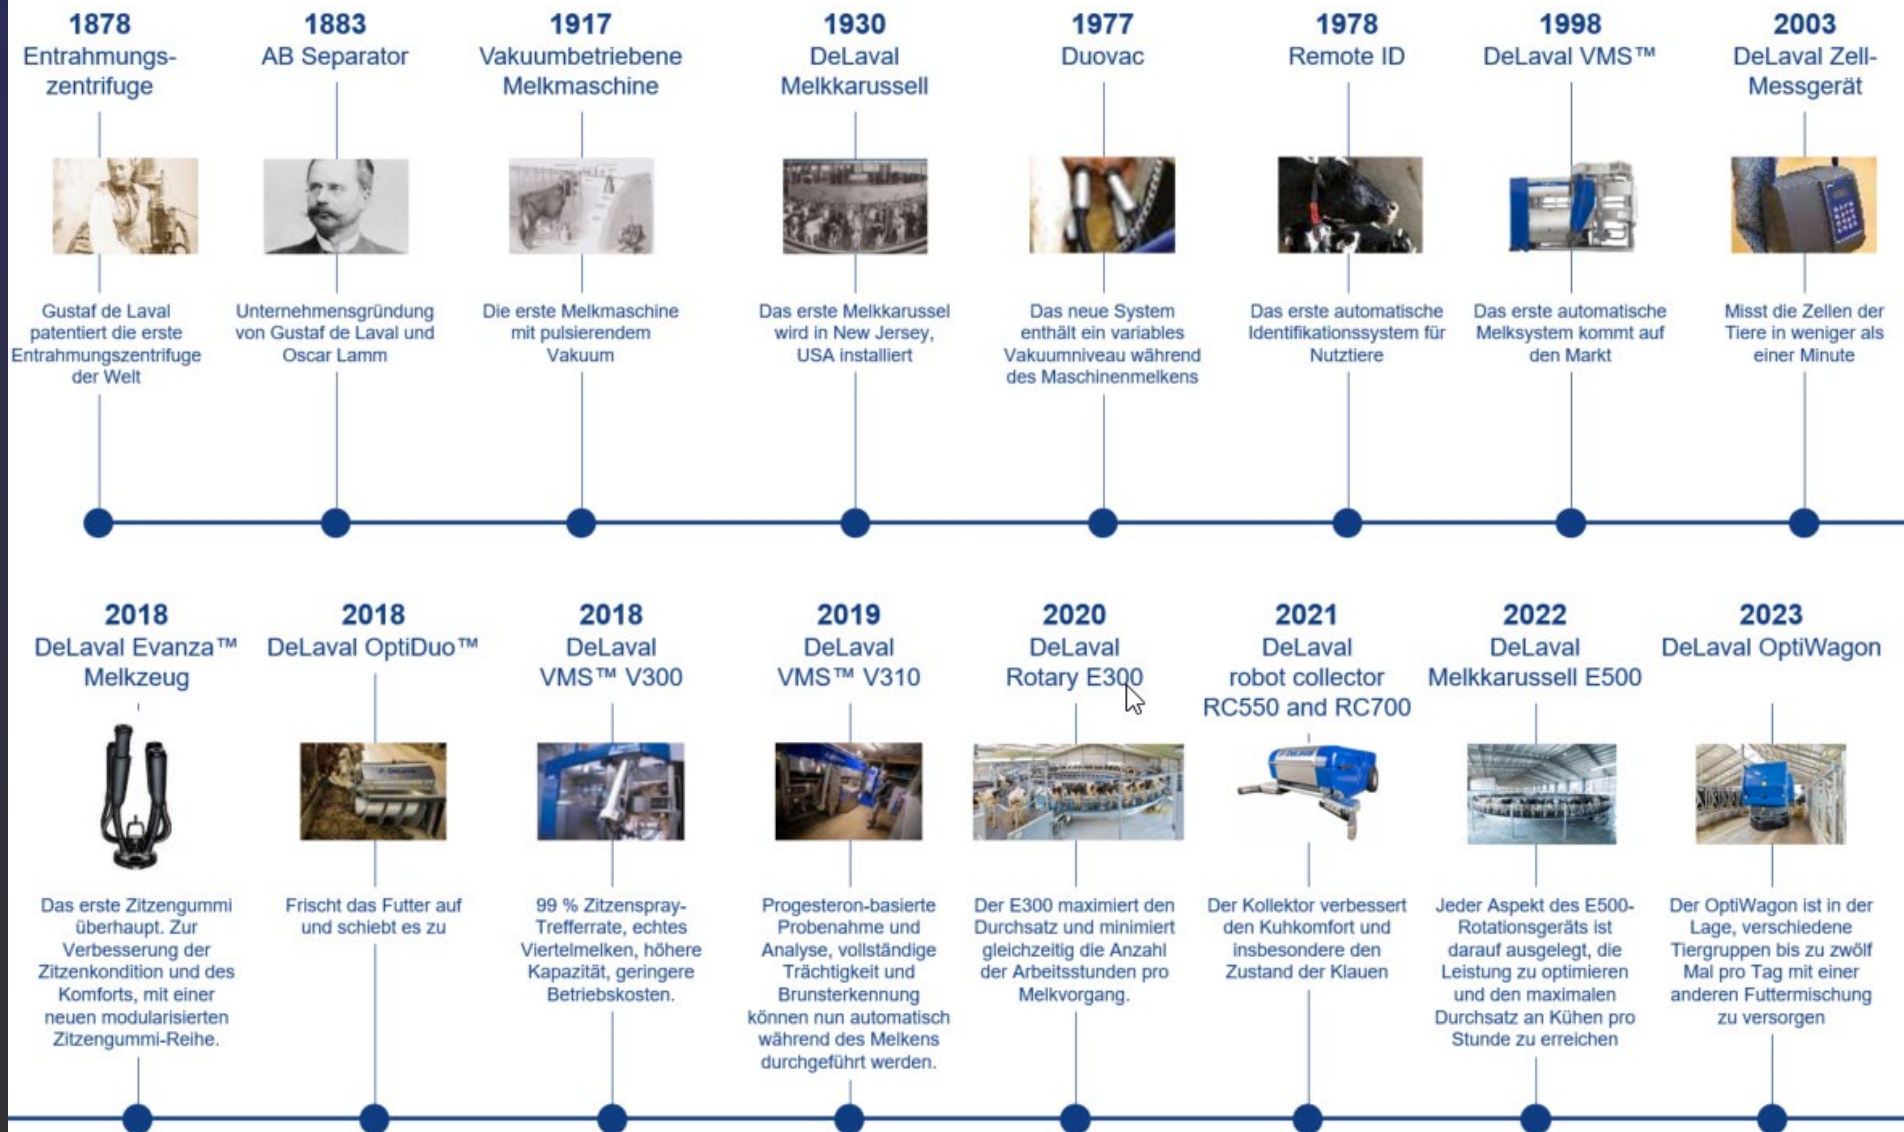 1878
Entrahmungs-
zentrifuge
Gustaf de Laval
patentiert die erste
Entrahmungszentrifuge
der Welt
1883
AB Separator
Unternehmensgründung
von Gustaf de Laval und
Oscar Lamm
1917
Vakuumbetriebene
Melkmaschine
Die erste Melkmaschine
mit pulsierendem
Vakuum
1930
DeLaval
Melkkarussell
Das erste Melkkarussel
wird in New Jersey,
USA installiert
1977
Duovac
Das neue System
enthält ein variables
Vakuumniveau während
des Maschinenmelkens
1978
Remote ID
Das erste automatische
Identifikationssystem für
Nutztiere
1998
DeLaval VMS™
Das erste automatische
Melksystem kommt auf
den Markt
2003
DeLaval Zell-
Messgerät
Misst die Zellen der
Tiere in weniger als
einer Minute
2018
DeLaval Evanza™
Melkzeug
Das erste Zitzengummi
überhaupt. Zur
Verbesserung der
Zitzenkondition und des
Komforts, mit einer
neuen modularisierten
Zitzengummi-Reihe.
2018
DeLaval OptiDuo™
DeLaval
Frischt das Futter auf
und schiebt es zu
2018
DeLaval
VMS™ V300
99 % Zitzenspray-
Trefferrate, echtes
Viertelmelken, höhere
Kapazität, geringere
Betriebskosten.
2019
DeLaval
VMS™ V310
Progesteron-basierte
Probenahme und
Analyse, vollständige
Trächtigkeit und
Brunsterkennung
können nun automatisch
während des Melkens
durchgeführt werden.
2020
DeLaval
Rotary E300
Der E300 maximiert den
Durchsatz und minimiert
gleichzeitig die Anzahl
der Arbeitsstunden pro
Melkvorgang.
2021
DeLaval
robot collector
RC550 and RC700
DeLaval
Der Kollektor verbessert
den Kuhkomfort und
insbesondere den
Zustand der Klauen
2022
DeLaval
Melkkarussell E500
Jeder Aspekt des E500-
Rotationsgeräts ist
darauf ausgelegt, die
Leistung zu optimieren
und den maximalen
Durchsatz an Kühen pro
Stunde zu erreichen
2023
DeLaval OptiWagon
Der OptiWagon ist in der
Lage, verschiedene
Tiergruppen bis zu zwölf
Mal pro Tag mit einer
anderen Futtermischung
zu versorgen